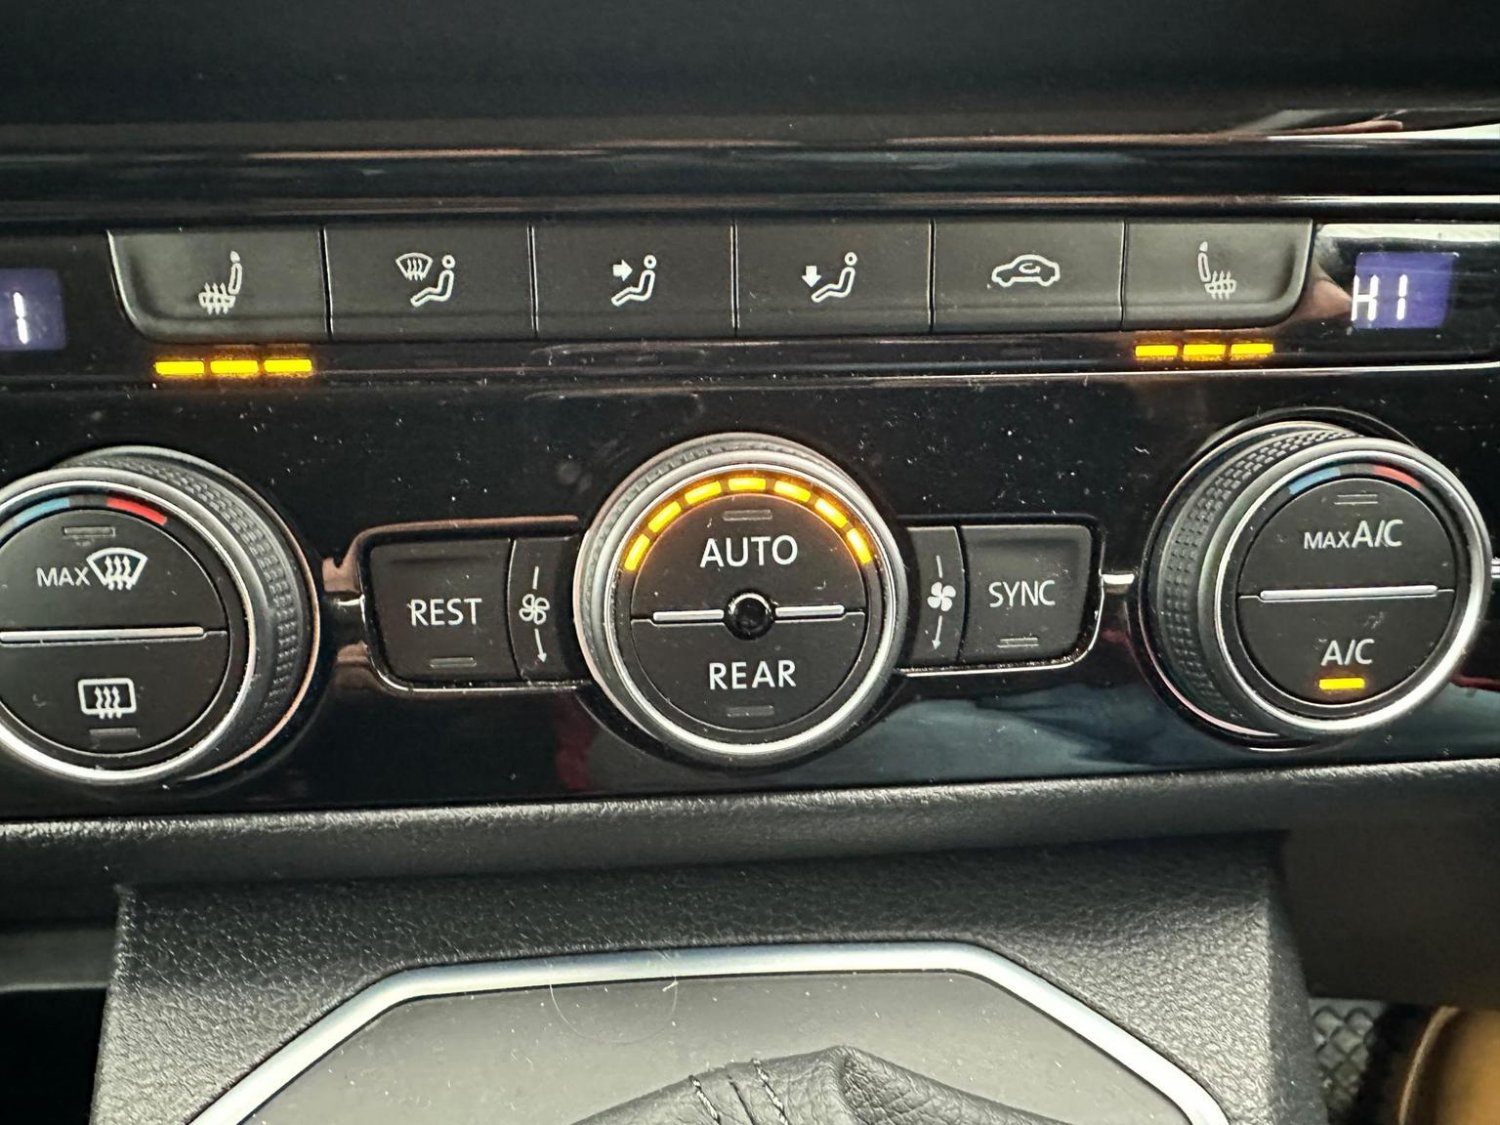 1
HI
MAX
REST
AUTO
REAR
SYNC
MAX A/C
A/C